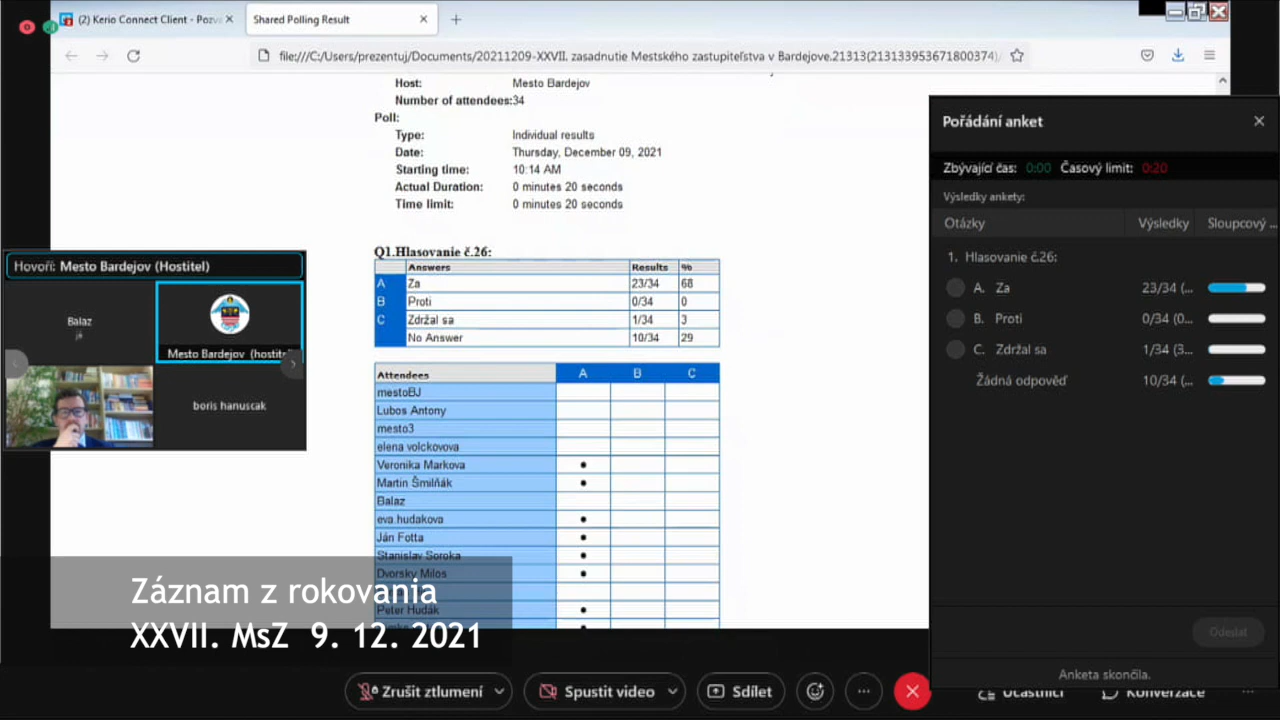 (2) Kerio Connect Client - Pozva
Shared Polling Result
file:///C:/Users/prezentuj/Documents/20211209-XXVII. zasadnutie Mestského zastupiteľstva v Bardejove.21313(213133953671800374)/
Host: Mesto Bardejov
Number of attendees:34
Poll:
Type: Individual results
Date: Thursday, December 09, 2021
Starting time: 10:14 AM
Actual Duration: 0 minutes 20 seconds
Time limit: 0 minutes 20 seconds
Q1.Hlasovanie č.26:
Answers Results %
A Za 23/34 68
B Proti 0/34 0
C Zdržal sa 1/34 3
No Answer 10/34 29
Attendees A B C
mestoBJ
Lubos Antony
mesto3
elena volckovova
Veronika Markova •
Martin Šmilňák •
Balaz
eva.hudakova •
Ján Fotta •
Stanislav Soroka •
Dvorsky Milos •
Peter Hudák •
Hovoří: Mesto Bardejov (Hostitel)
Balaz
já
Mesto Bardejov (hostitel
boris hanuscak
Pořádání anket
Zbývající čas: 0:00 Časový limit: 0:20
Výsledky ankety:
Otázky Výsledky Sloupcový ...
1. Hlasovanie č.26:
A. Za 23/34 (...
B. Proti 0/34 (0...
C. Zdržal sa 1/34 (3...
Žádná odpověď 10/34 (...
Odeslat
Anketa skončila.
Záznam z rokovania
XXVII. MsZ 9. 12. 2021
Zrušit ztlumení
Spustit video
Sdílet
Účastníci
Konverzace